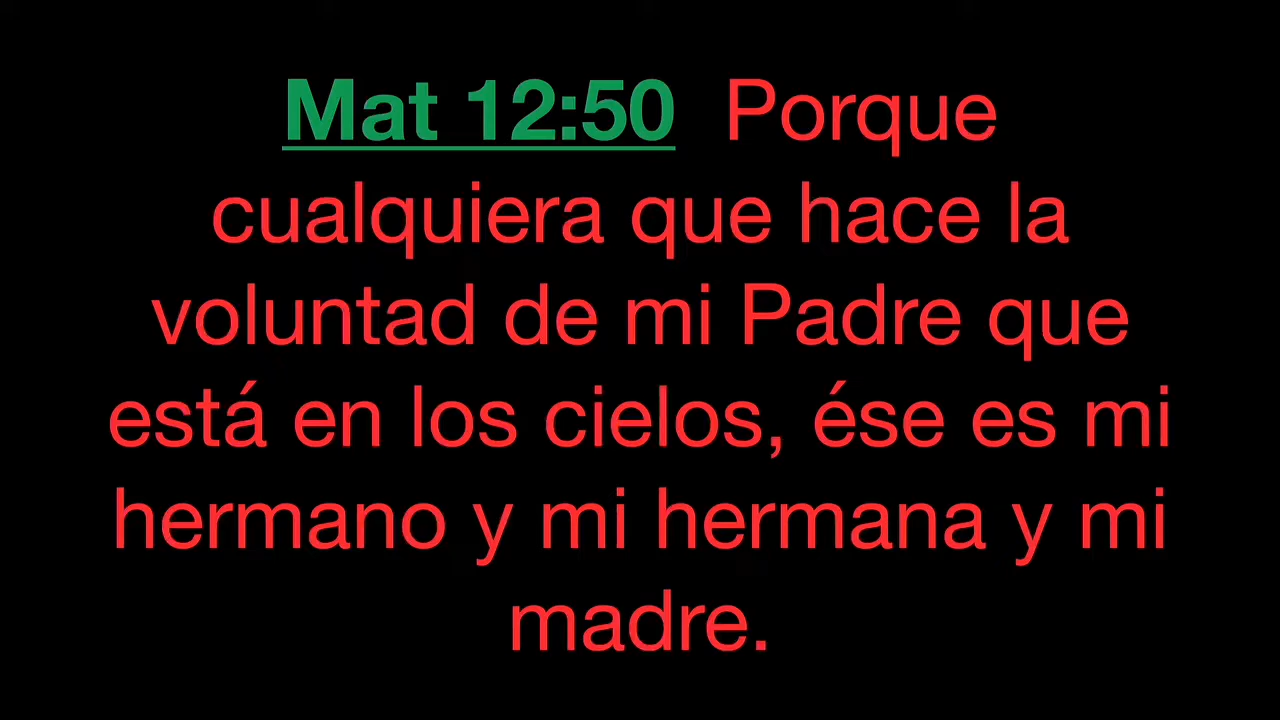 Mat 12:50 Porque
cualquiera que hace la
voluntad de mi Padre que
está en los cielos, ése es mi
hermano y mi hermana y mi
madre.